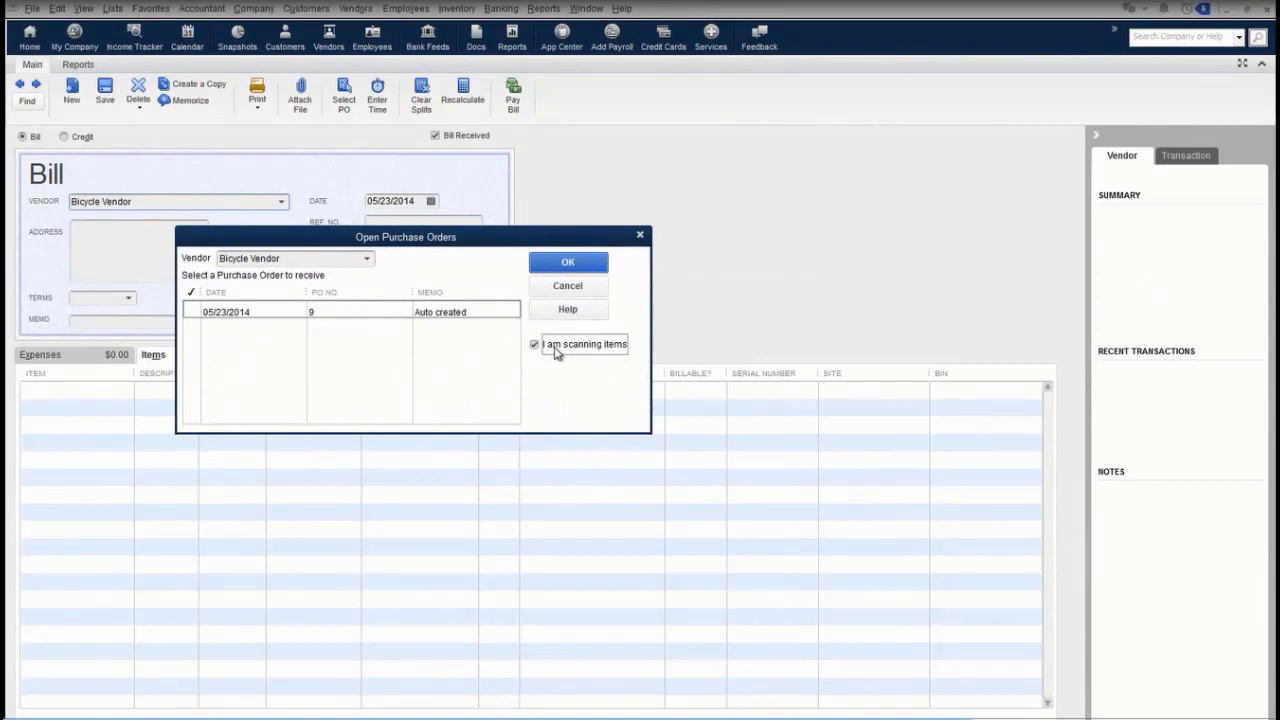 File Edit View Lists Favorites Accountant Company Customers Vendors Employees Inventory Banking Reports Window Help
6
Home My Company Income Tracker Calendar Snapshots Customers Vendors Employees Bank Feeds Docs Reports App Center Add Payroll Credit Cards Services Feedback
Search Company or Help
Main Reports
Find New Save Delete Create a Copy
Memorize
Print Attach File Select PO Enter Time Clear Splits Recalculate Pay Bill
Bill Credit Bill Received
Vendor Transaction
Bill
VENDOR Bicycle Vendor DATE 05/23/2014
SUMMARY
ADDRESS REF. NO.
Open Purchase Orders
Vendor Bicycle Vendor OK
Select a Purchase Order to receive
Cancel
DATE PO NO. MEMO
Help
05/23/2014 9 Auto created
TERMS
MEMO
I am scanning items
RECENT TRANSACTIONS
Expenses $0.00 Items
ITEM DESCRIPT BILLABLE? SERIAL NUMBER SITE BIN
NOTES